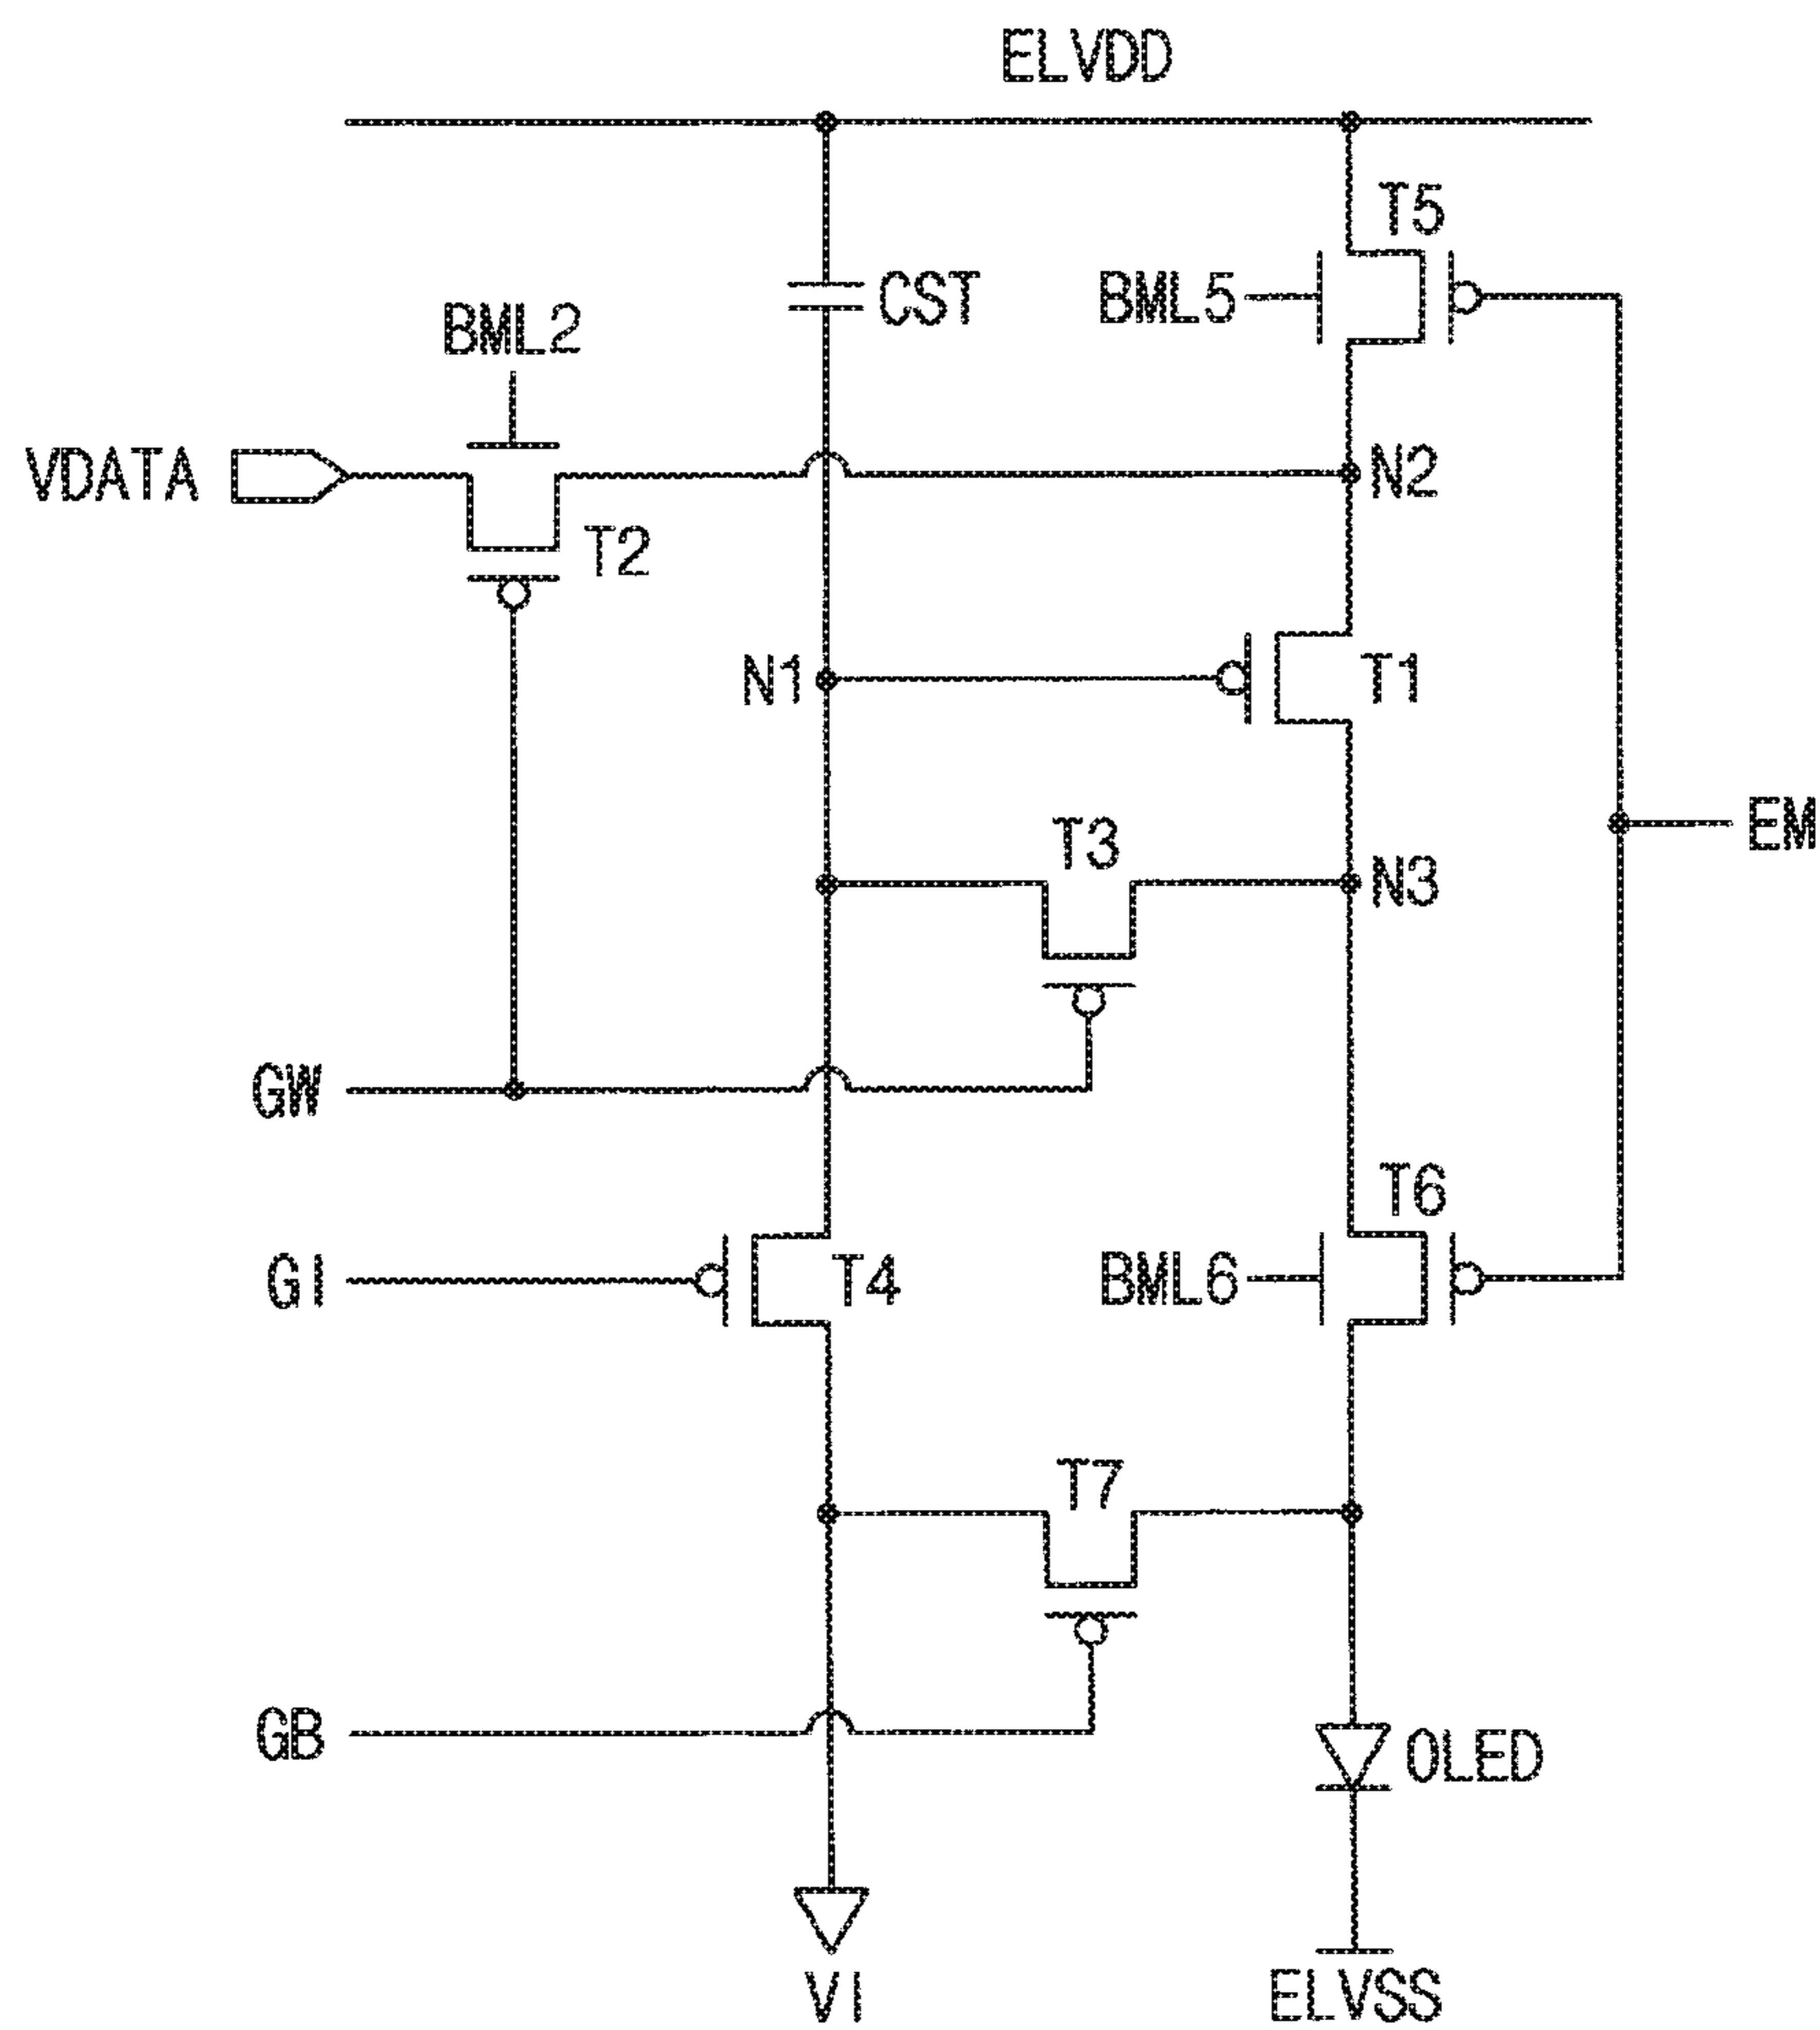 ELVDD
T5
CST
BML5
BML2
VDATA
N2
T2
N1
T1
T3
EM
N3
GW
T6
GI
T4
BML6
T7
GB
OLED
VI
ELVSS